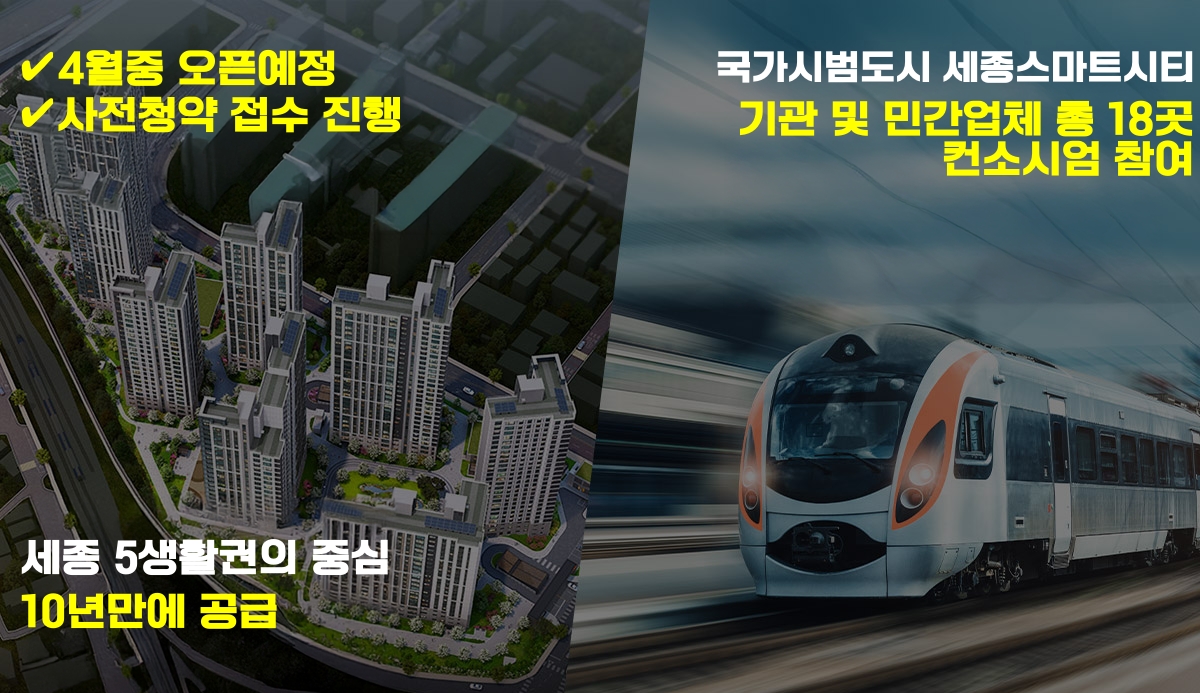 ✔4월중 오픈예정
✔사전청약 접수 진행
세종 5생활권의 중심
10년만에 공급
국가시범도시 세종스마트시티
기관 및 민간업체 총 18곳
컨소시엄 참여